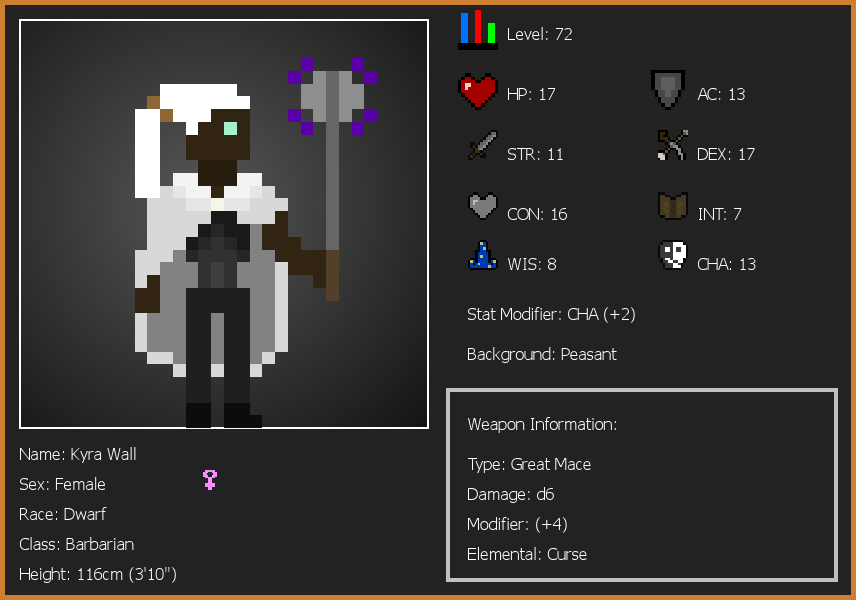 Level: 72
HP: 17
AC: 13
STR: 11
DEX: 17
CON: 16
INT: 7
WIS: 8
CHA: 13
Stat Modifier: CHA (+2)
Background: Peasant
Weapon Information:
Type: Great Mace
Damage: d6
Modifier: (+4)
Elemental: Curse
Name: Kyra Wall
Sex: Female
Race: Dwarf
Class: Barbarian
Height: 116cm (3'10")